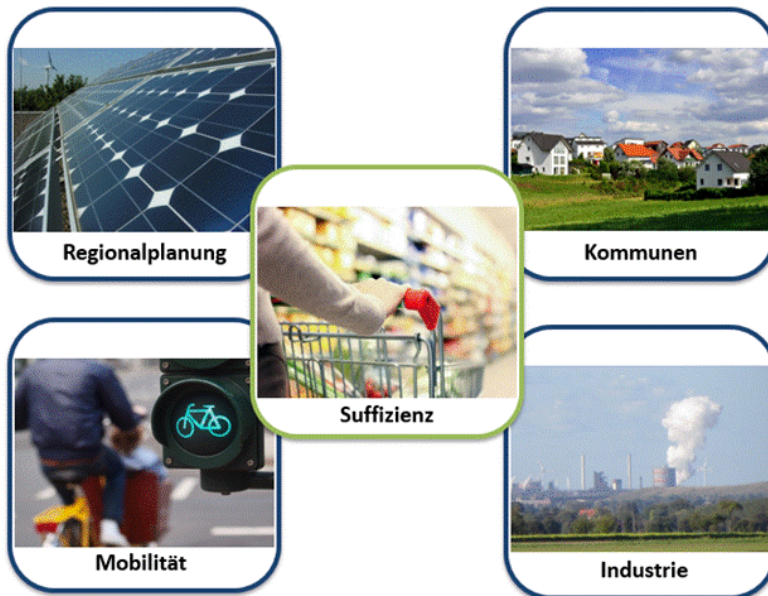 Regionalplanung
Kommunen
Suffizienz
Mobilität
Industrie